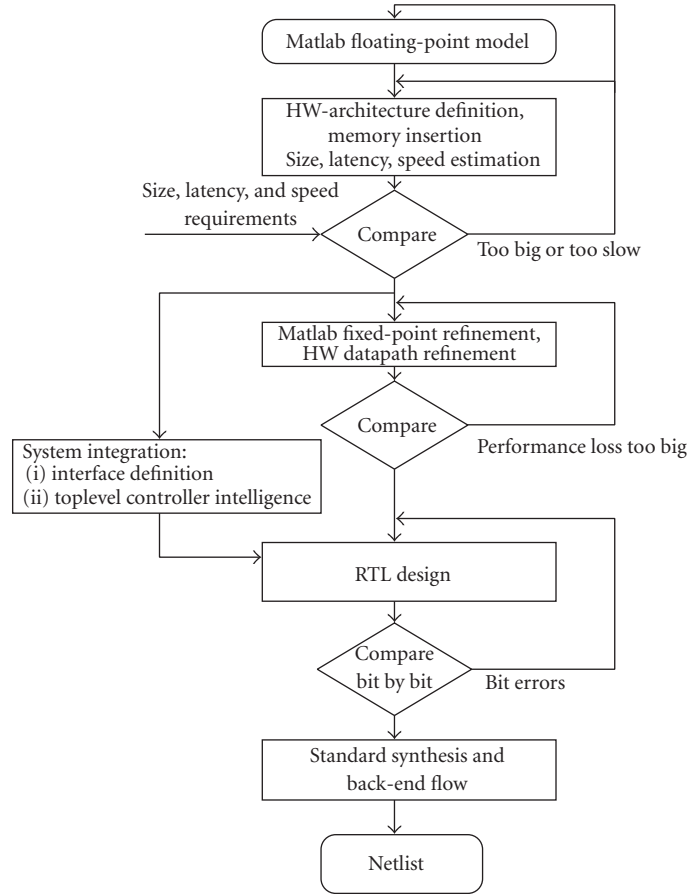 Matlab floating-point model
HW-architecture definition,
memory insertion
Size, latency, speed estimation
Size, latency, and speed
requirements
Compare
Too big or too slow
Matlab fixed-point refinement,
HW datapath refinement
Compare
Performance loss too big
System integration:
(i) interface definition
(ii) toplevel controller intelligence
RTL design
Compare
bit by bit
Bit errors
Standard synthesis and
back-end flow
Netlist